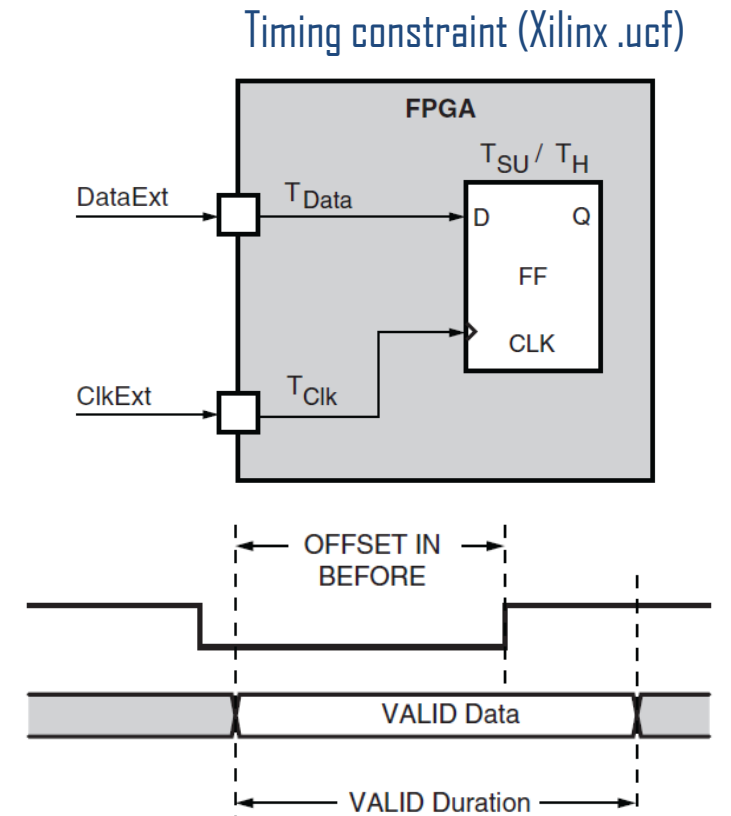 Timing constraint (Xilinx .ucf)
FPGA
TSU / TH
DataExt
TData
D
Q
FF
CLK
ClkExt
TClk
OFFSET IN
BEFORE
VALID Data
VALID Duration